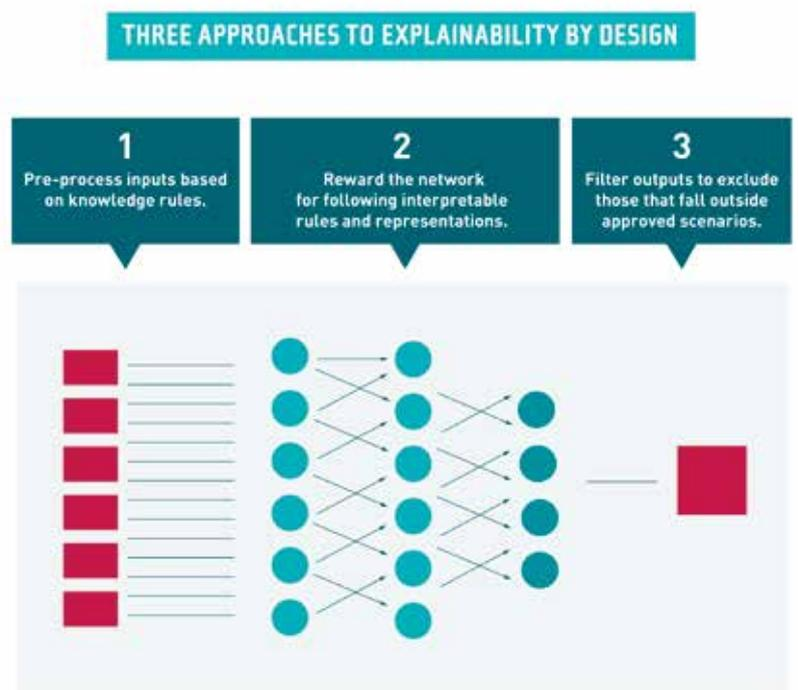 THREE APPROACHES TO EXPLAINABILITY BY DESIGN
1
Pre-process inputs based
on knowledge rules.
2
Reward the network
for following interpretable
rules and representations.
3
Filter outputs to exclude
those that fall outside
approved scenarios.